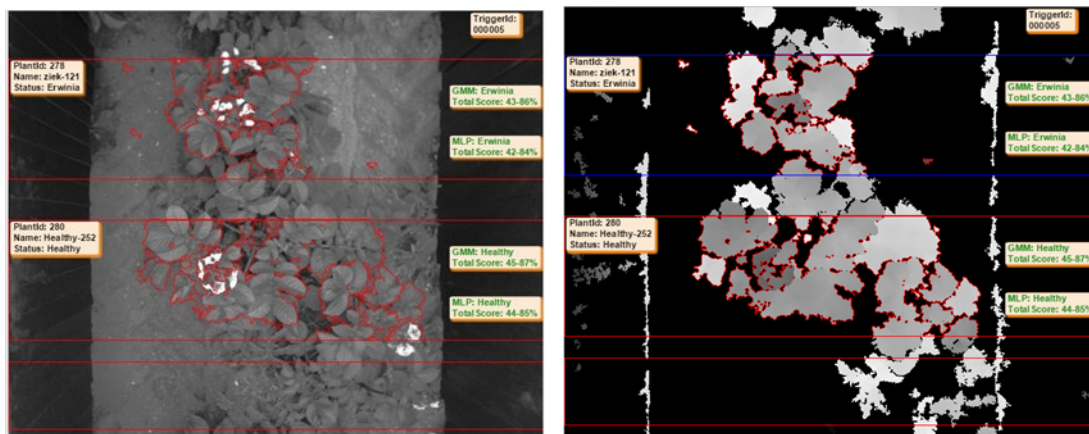 TriggerId:
000005
PlantId: 278
Name: ziek-121
Status: Erwinia
GMM: Erwinia
Total Score: 43-86%
MLP: Erwinia
Total Score: 42-84%
PlantId: 280
Name: Healthy-252
Status: Healthy
GMM: Healthy
Total Score: 45-87%
MLP: Healthy
Total Score: 44-85%
TriggerId:
000005
PlantId: 278
Name: ziek-121
Status: Erwinia
GMM: Erwinia
Total Score: 43-86%
MLP: Erwinia
Total Score: 42-84%
PlantId: 280
Name: Healthy-252
Status: Healthy
GMM: Healthy
Total Score: 45-87%
MLP: Healthy
Total Score: 44-85%